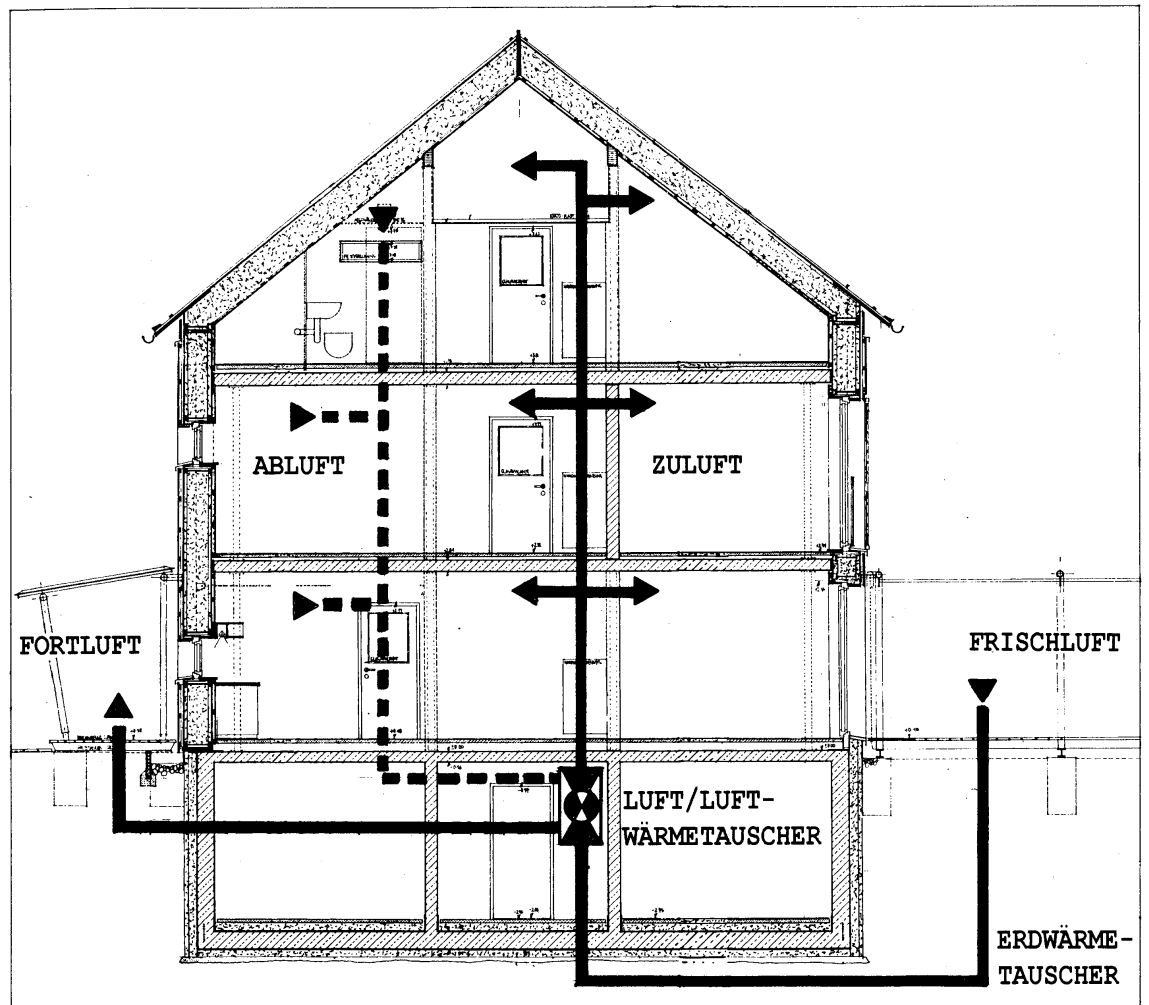 ABLUFT
ZULUFT
FORTLUFT
FRISCHLUFT
LUFT/LUFT-
WÄRMETAUSCHER
ERDWÄRME-
TAUSCHER